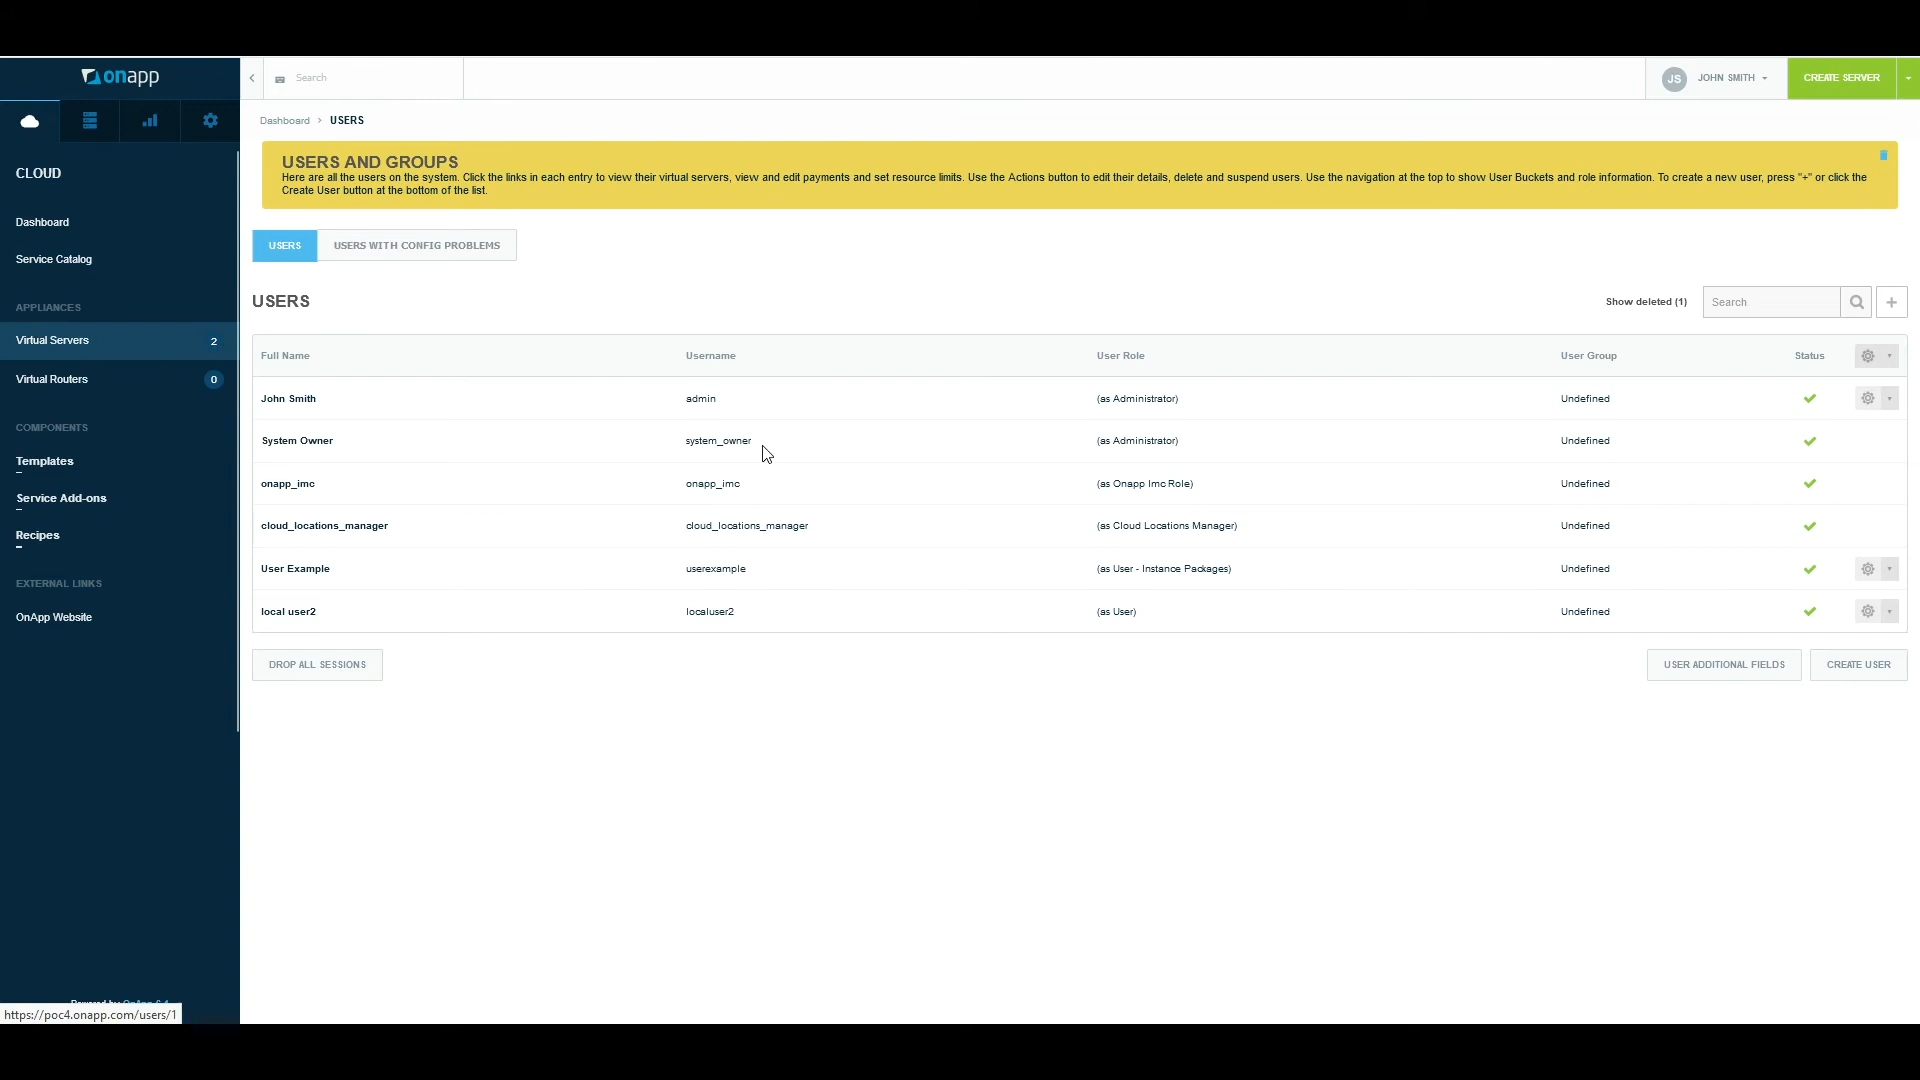 onapp
Search
JS
JOHN SMITH
CREATE SERVER
Dashboard > USERS
CLOUD
Dashboard
Service Catalog
APPLIANCES
Virtual Servers 2
Virtual Routers 0
COMPONENTS
Templates
Service Add-ons
Recipes
EXTERNAL LINKS
OnApp Website
Powered by OnApp 6.4
https://poc4.onapp.com/users/1
USERS AND GROUPS
Here are all the users on the system. Click the links in each entry to view their virtual servers, view and edit payments and set resource limits. Use the Actions button to edit their details, delete and suspend users. Use the navigation at the top to show User Buckets and role information. To create a new user, press "+" or click the
Create User button at the bottom of the list.
USERS USERS WITH CONFIG PROBLEMS
USERS
Show deleted (1) Search +
Full Name Username User Role User Group Status
John Smith admin (as Administrator) Undefined
System Owner system_owner (as Administrator) Undefined
onapp_imc onapp_imc (as Onapp Imc Role) Undefined
cloud_locations_manager cloud_locations_manager (as Cloud Locations Manager) Undefined
User Example userexample (as User - Instance Packages) Undefined
local user2 localuser2 (as User) Undefined
DROP ALL SESSIONS USER ADDITIONAL FIELDS CREATE USER